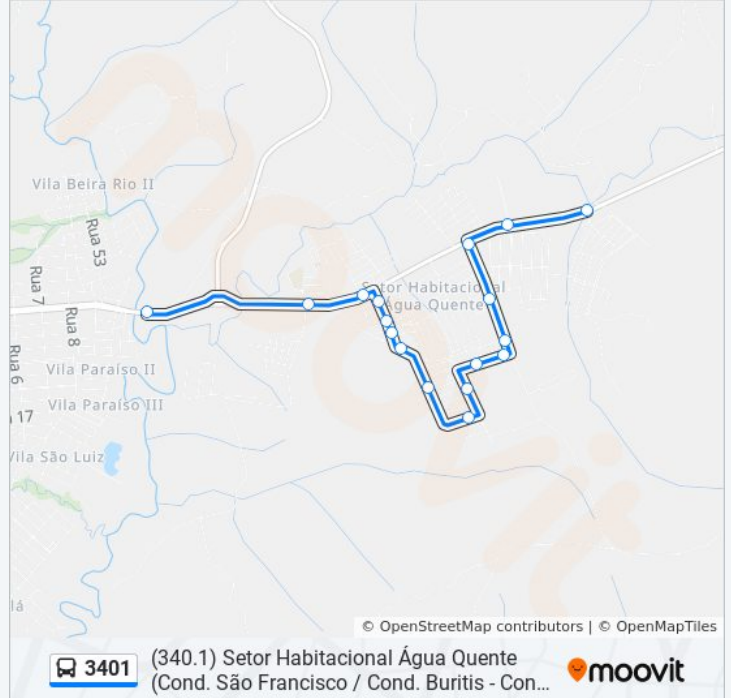 Vila Beira Rio II
Rua 53
Rua 7
Setor Habitacional
Água Quente
Rua 8
Rua 6
Vila Paraíso II
Vila Paraíso III
17
Vila São Luiz
lá
© OpenStreetMap contributors | © OpenMapTiles
3401
(340.1) Setor Habitacional Água Quente
(Cond. São Francisco / Cond. Buritis - Con...
moovit
moovit